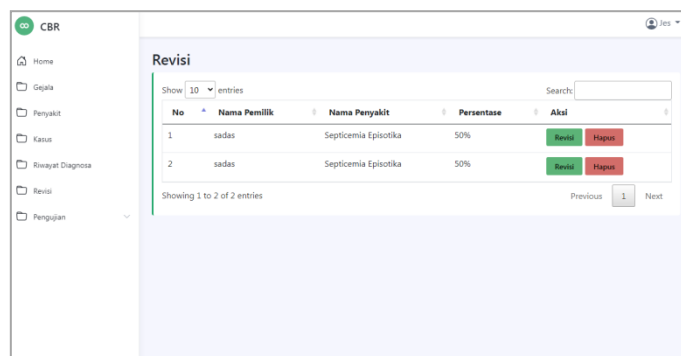 CBR
Jes
Home
Gejala
Penyakit
Kasus
Riwayat Diagnosa
Revisi
Pengujian
Revisi
Show 10 entries
Search:
No Nama Pemilik Nama Penyakit Persentase Aksi
1 sadas Septicemia Episotika 50% Revisi Hapus
2 sadas Septicemia Episotika 50% Revisi Hapus
Showing 1 to 2 of 2 entries
Previous 1 Next